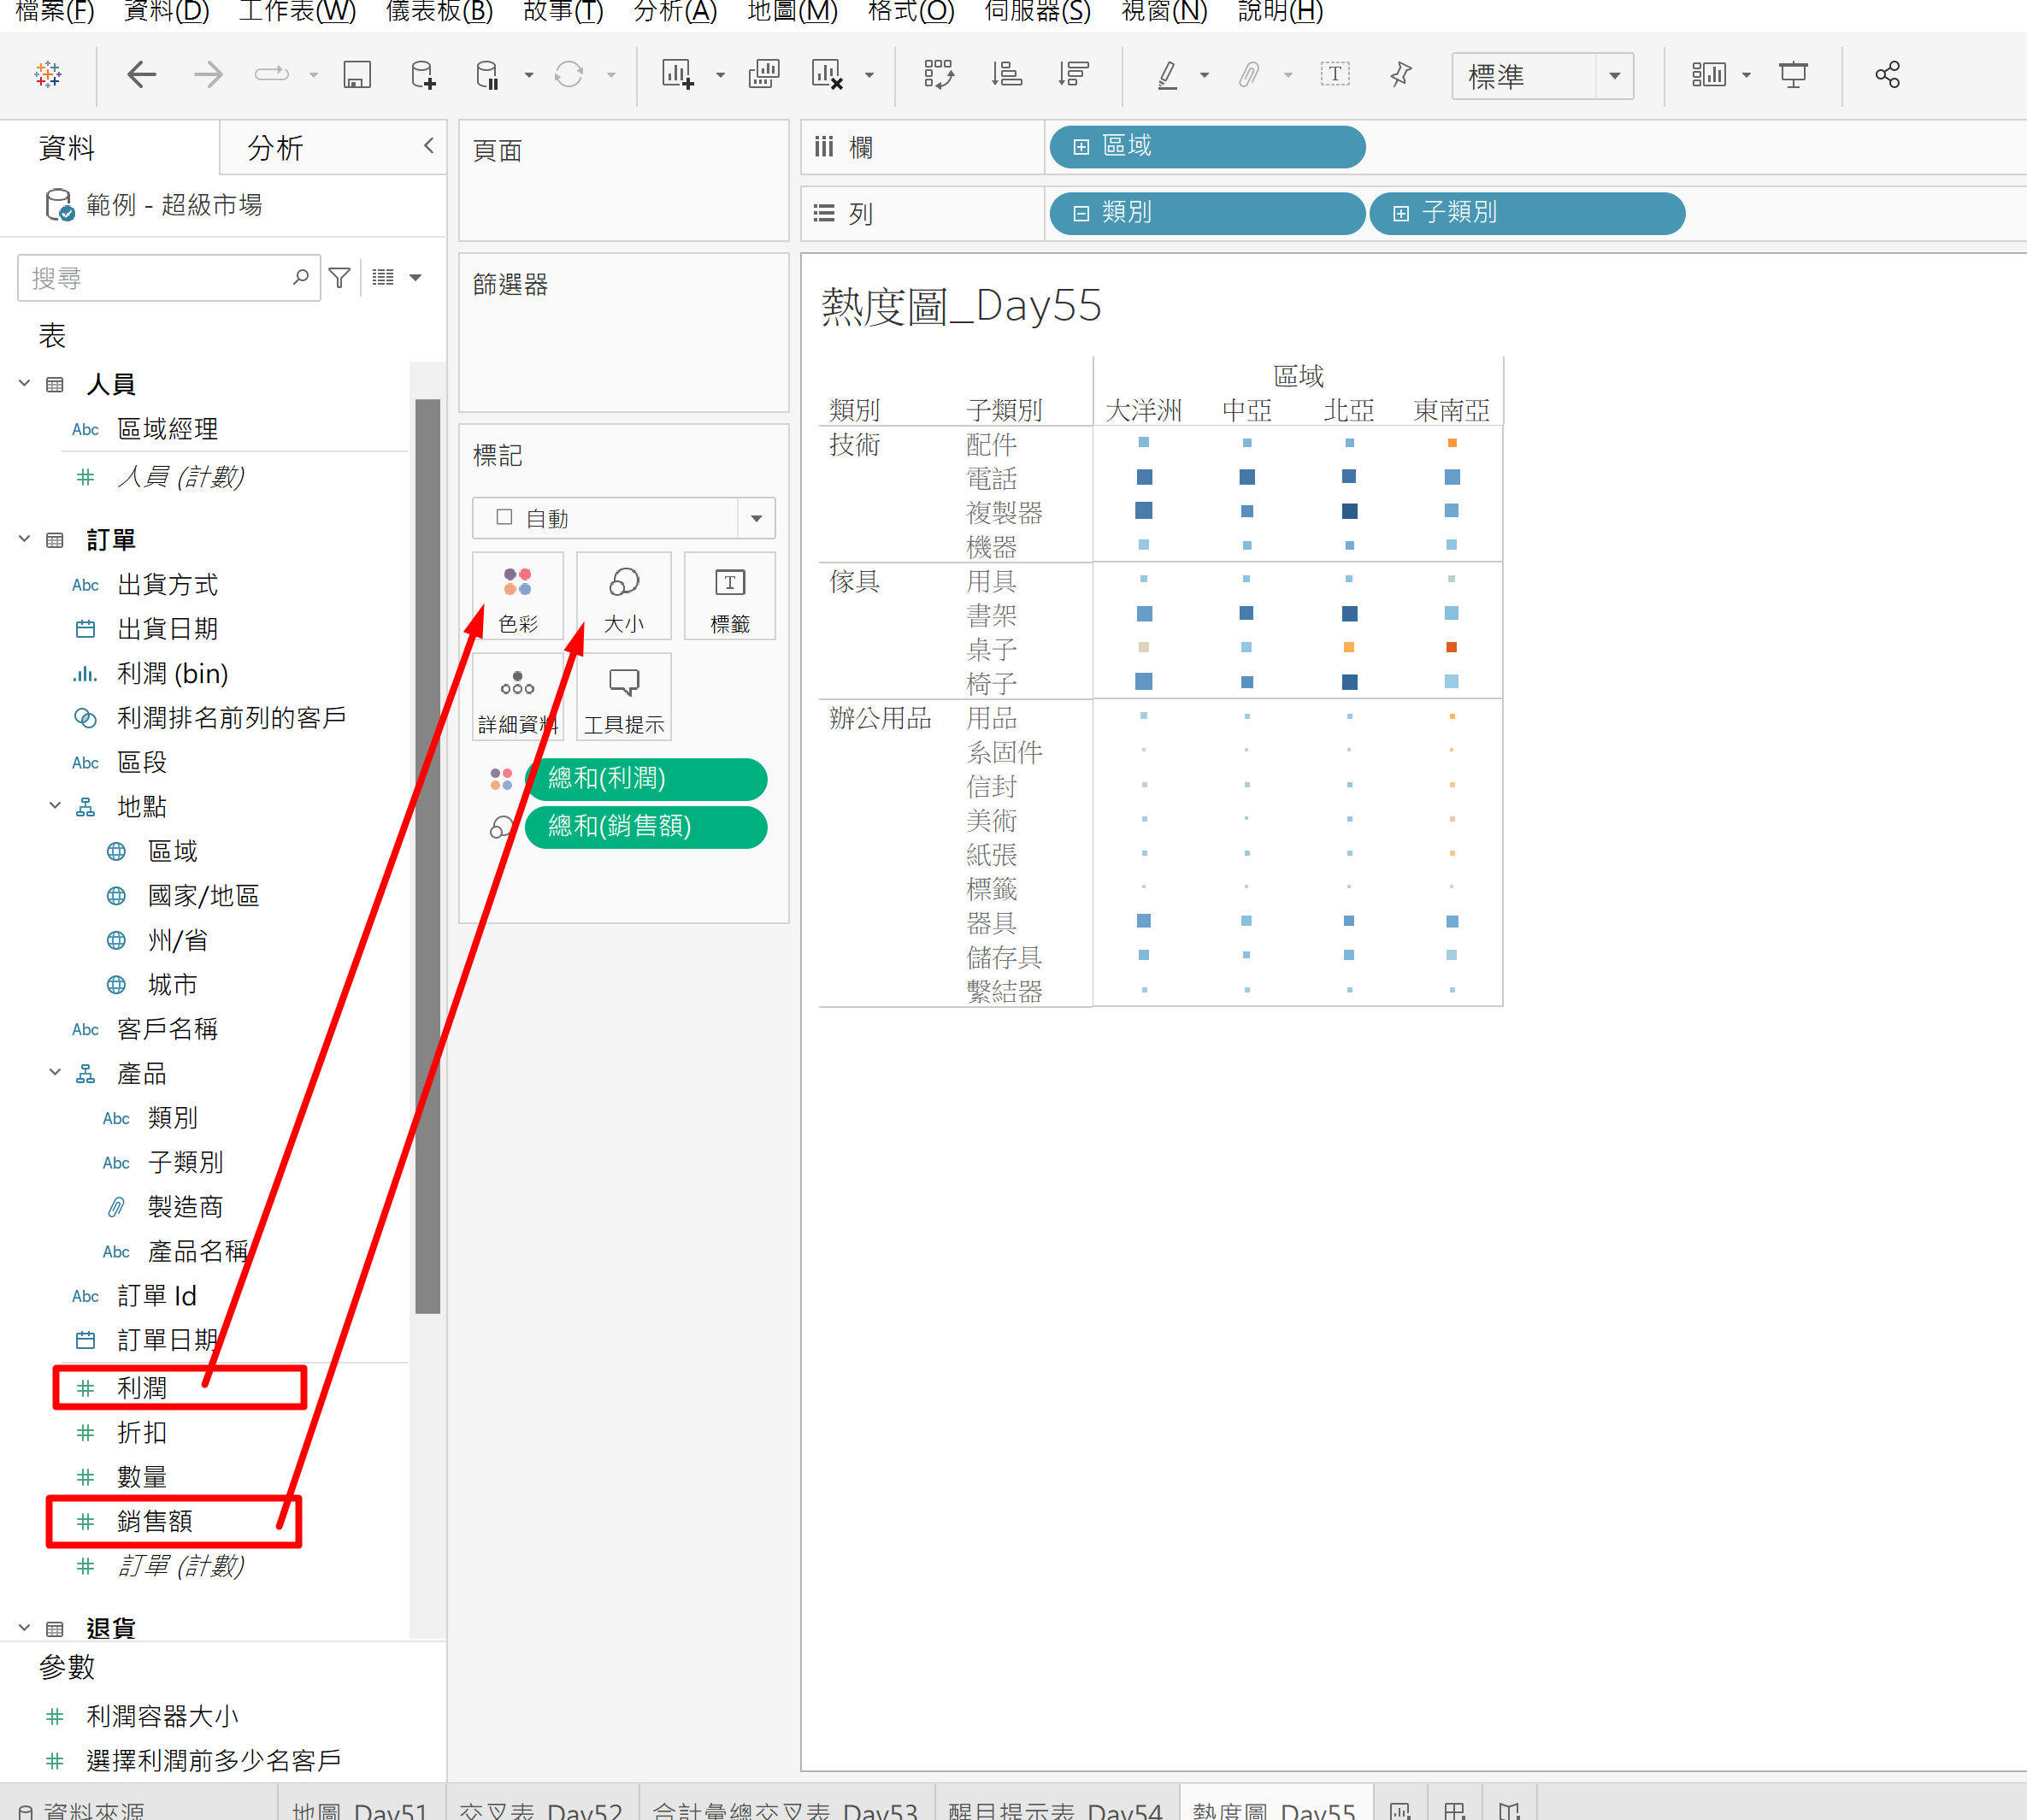 檔案(F) 資料(D) 工作表(W) 儀表板(B) 故事(T) 分析(A) 地圖(M) 格式(O) 伺服器(S) 視窗(N) 說明(H)
標準
資料 分析
範例 - 超級市場
搜尋
表
人員
Abc 區域經理
人員 (計數)
訂單
Abc 出貨方式
出貨日期
利潤 (bin)
利潤排名前列的客戶
Abc 區段
地點
區域
國家/地區
州/省
城市
Abc 客戶名稱
產品
Abc 類別
Abc 子類別
製造商
Abc 產品名稱
Abc 訂單 Id
訂單日期
利潤
折扣
數量
銷售額
訂單 (計數)
退貨
參數
利潤容器大小
選擇利潤前多少名客戶
頁面
篩選器
標記
自動
色彩 大小 標籤
詳細資料 工具提示
總和(利潤)
總和(銷售額)
欄 區域
列 類別 子類別
熱度圖_Day55
區域
類別 子類別 大洋洲 中亞 北亞 東南亞
技術 配件
電話
複製器
機器
傢具 用具
書架
桌子
椅子
辦公用品 用品
系固件
信封
美術
紙張
標籤
器具
儲存具
繫結器
資料來源 地圖_Day51 交叉表_Day52 合計彙總交叉表_Day53 醒目提示表_Day54 熱度圖_Day55